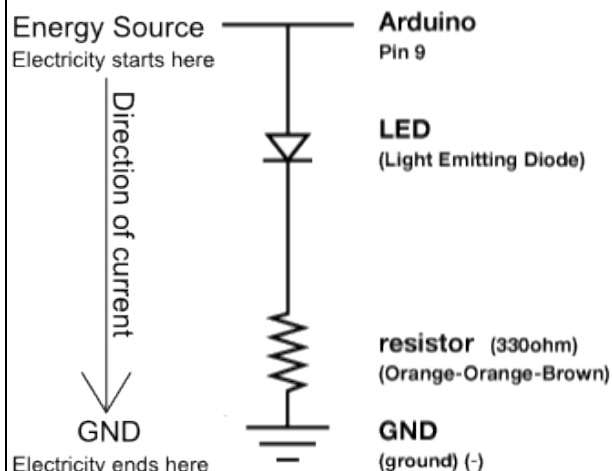 Energy Source
Electricity starts here
Direction of current
GND
Electricity ends here
Arduino
Pin 9
LED
(Light Emitting Diode)
resistor (330ohm)
(Orange-Orange-Brown)
GND
(ground) (-)